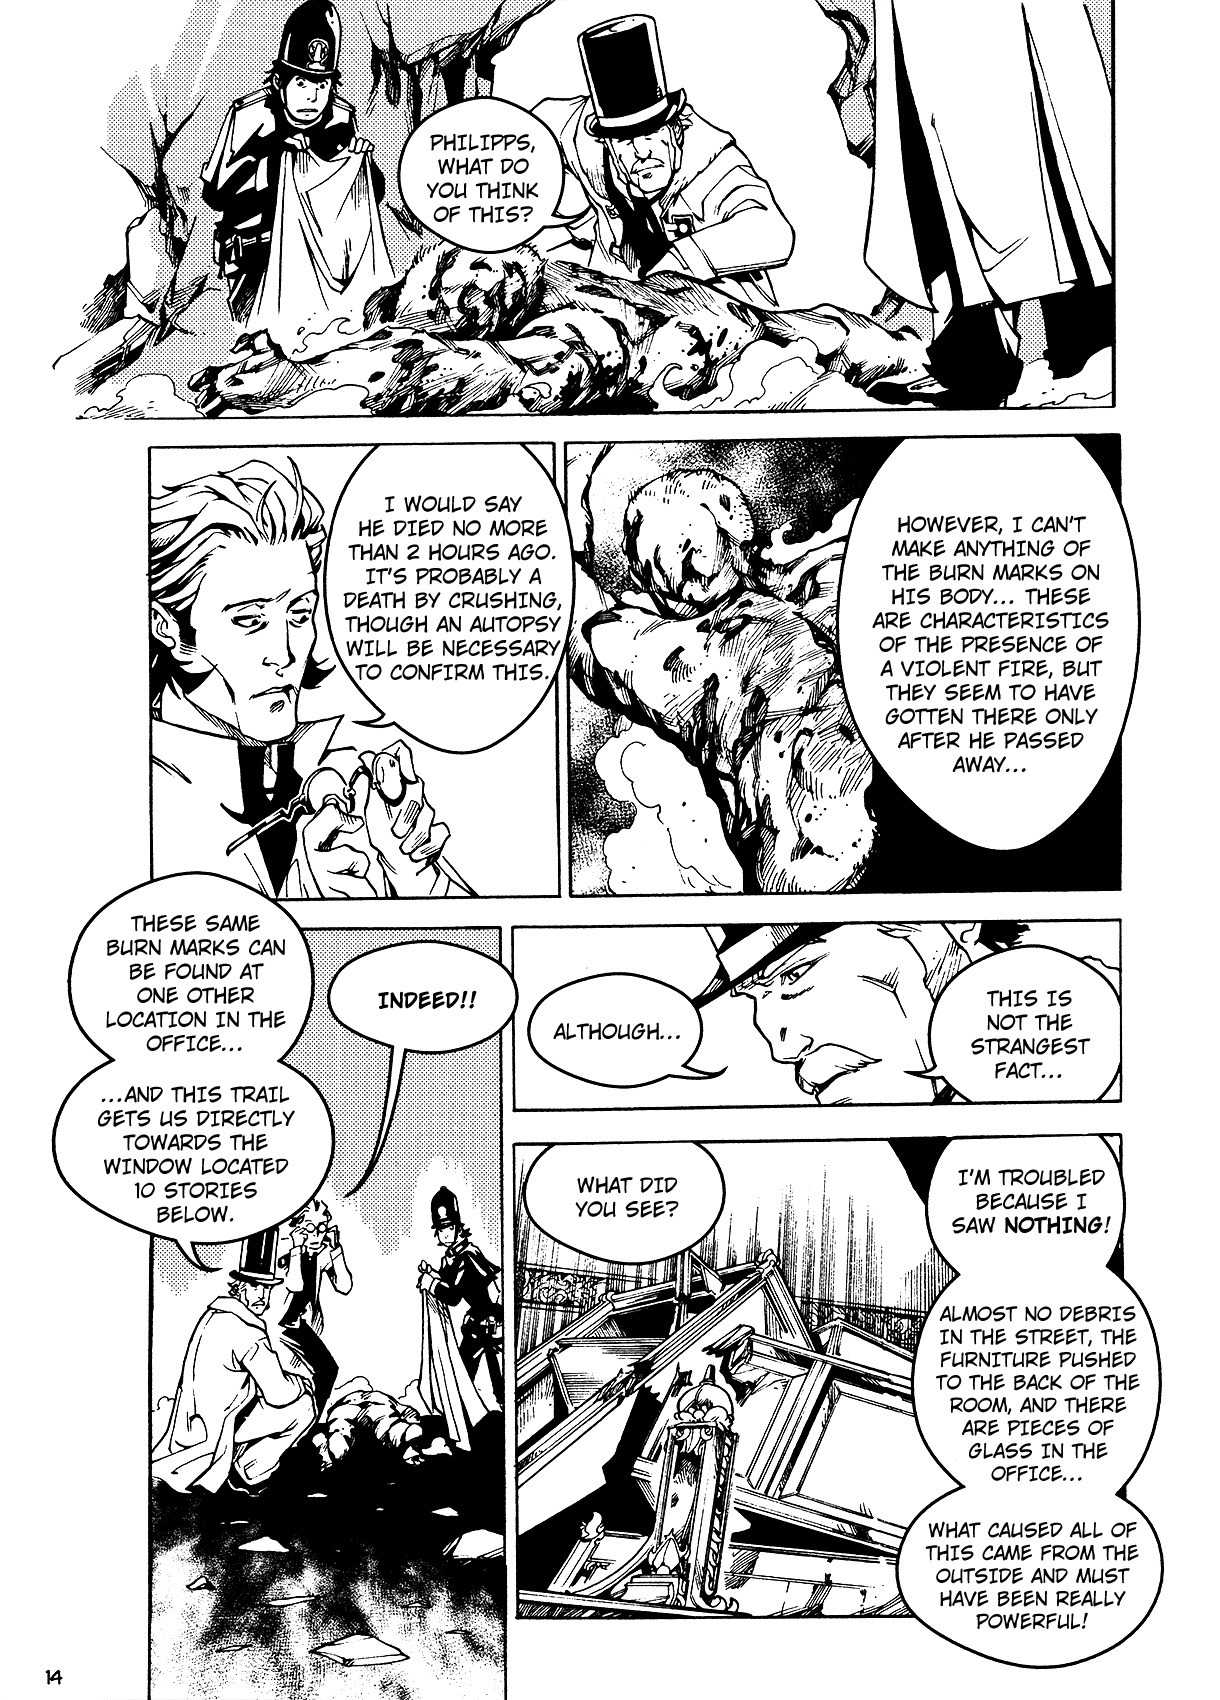 PHILIPPS,
WHAT DO
YOU THINK
OF THIS?
I WOULD SAY
HE DIED NO MORE
THAN 2 HOURS AGO.
IT'S PROBABLY A
DEATH BY CRUSHING,
THOUGH AN AUTOPSY
WILL BE NECESSARY
TO CONFIRM THIS.
HOWEVER, I CAN'T
MAKE ANYTHING OF
THE BURN MARKS ON
HIS BODY... THESE
ARE CHARACTERISTICS
OF THE PRESENCE OF
A VIOLENT FIRE, BUT
THEY SEEM TO HAVE
GOTTEN THERE ONLY
AFTER HE PASSED
AWAY...
THESE SAME
BURN MARKS CAN
BE FOUND AT
ONE OTHER
LOCATION IN THE
OFFICE...
...AND THIS TRAIL
GETS US DIRECTLY
TOWARDS THE
WINDOW LOCATED
10 STORIES
BELOW.
INDEED!!
ALTHOUGH...
THIS IS
NOT THE
STRANGEST
FACT...
WHAT DID
YOU SEE?
I'M TROUBLED
BECAUSE I
SAW NOTHING!
ALMOST NO DEBRIS
IN THE STREET, THE
FURNITURE PUSHED
TO THE BACK OF THE
ROOM, AND THERE
ARE PIECES OF
GLASS IN THE
OFFICE...
WHAT CAUSED ALL OF
THIS CAME FROM THE
OUTSIDE AND MUST
HAVE BEEN REALLY
POWERFUL!
14